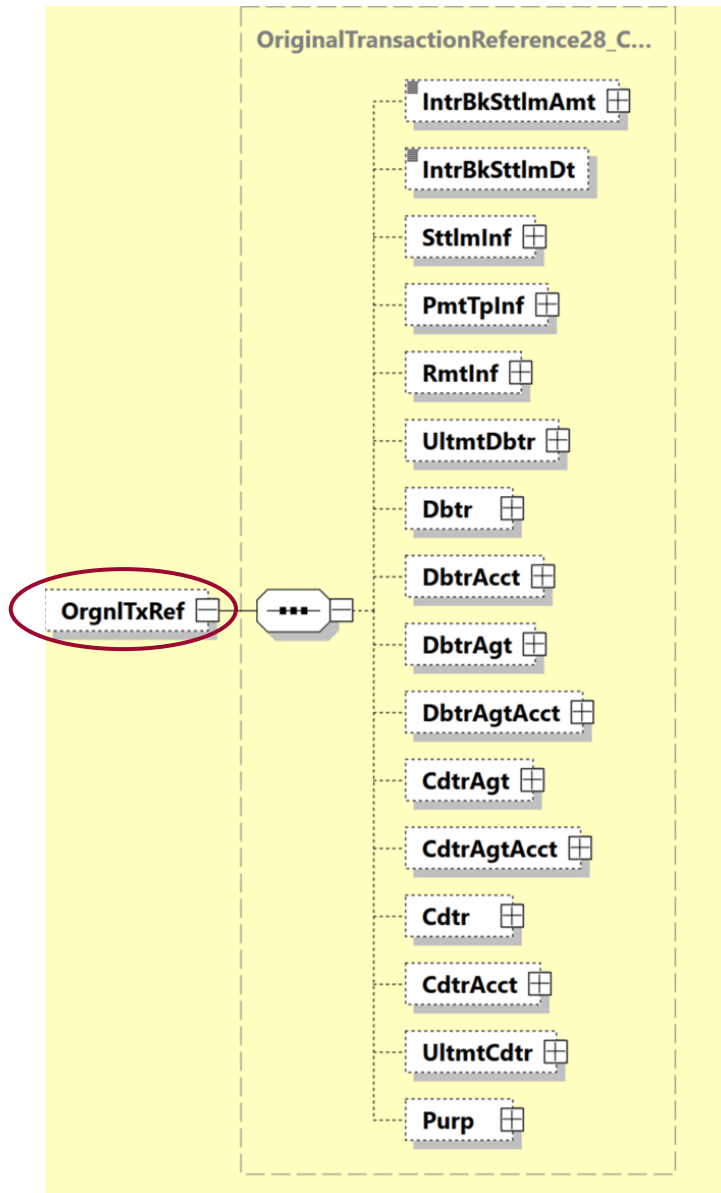 OriginalTransactionReference28_C...
IntrBkSttlmAmt
IntrBkSttlmDt
SttlmInf
PmtTpInf
RmtInf
UltmtDbtr
Dbtr
DbtrAcct
OrgnlTxRef
DbtrAgt
DbtrAgtAcct
CdtrAgt
CdtrAgtAcct
Cdtr
CdtrAcct
UltmtCdtr
Purp